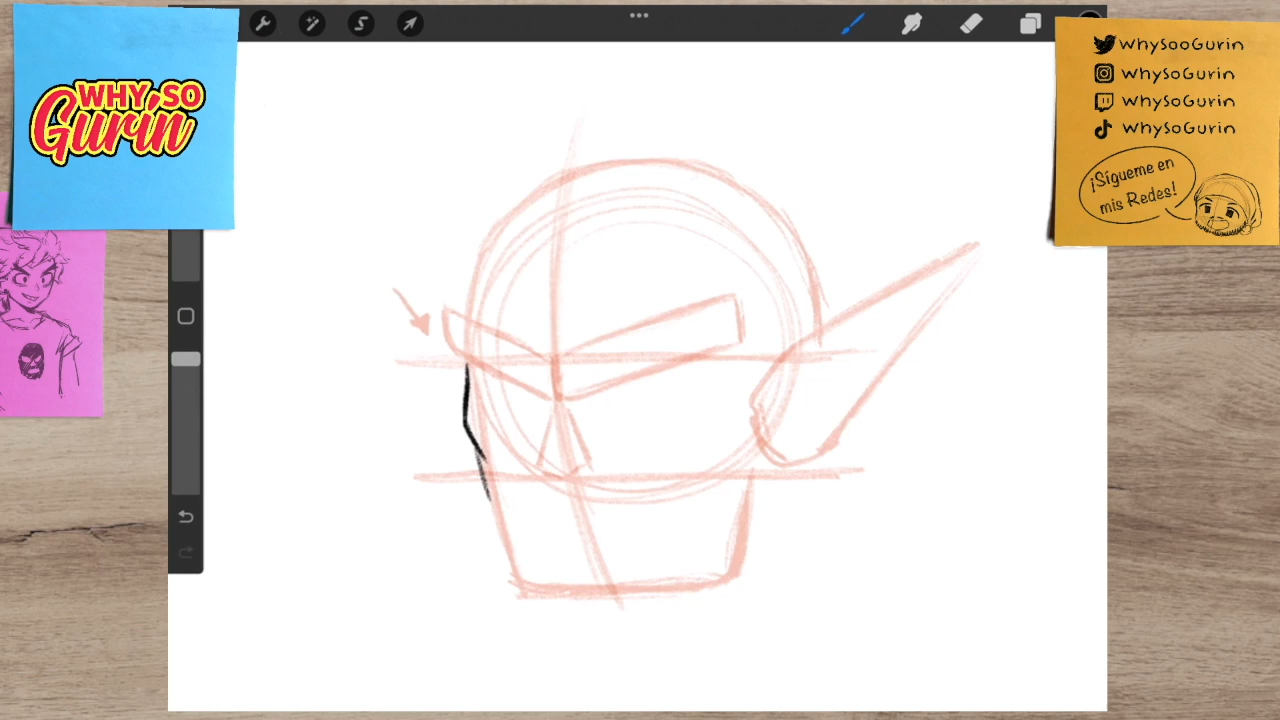 WHY SO
Gurin
WhySooGurin
WhySoGurin
WhySoGurin
WhySoGurin
¡Sígueme en
mis Redes!